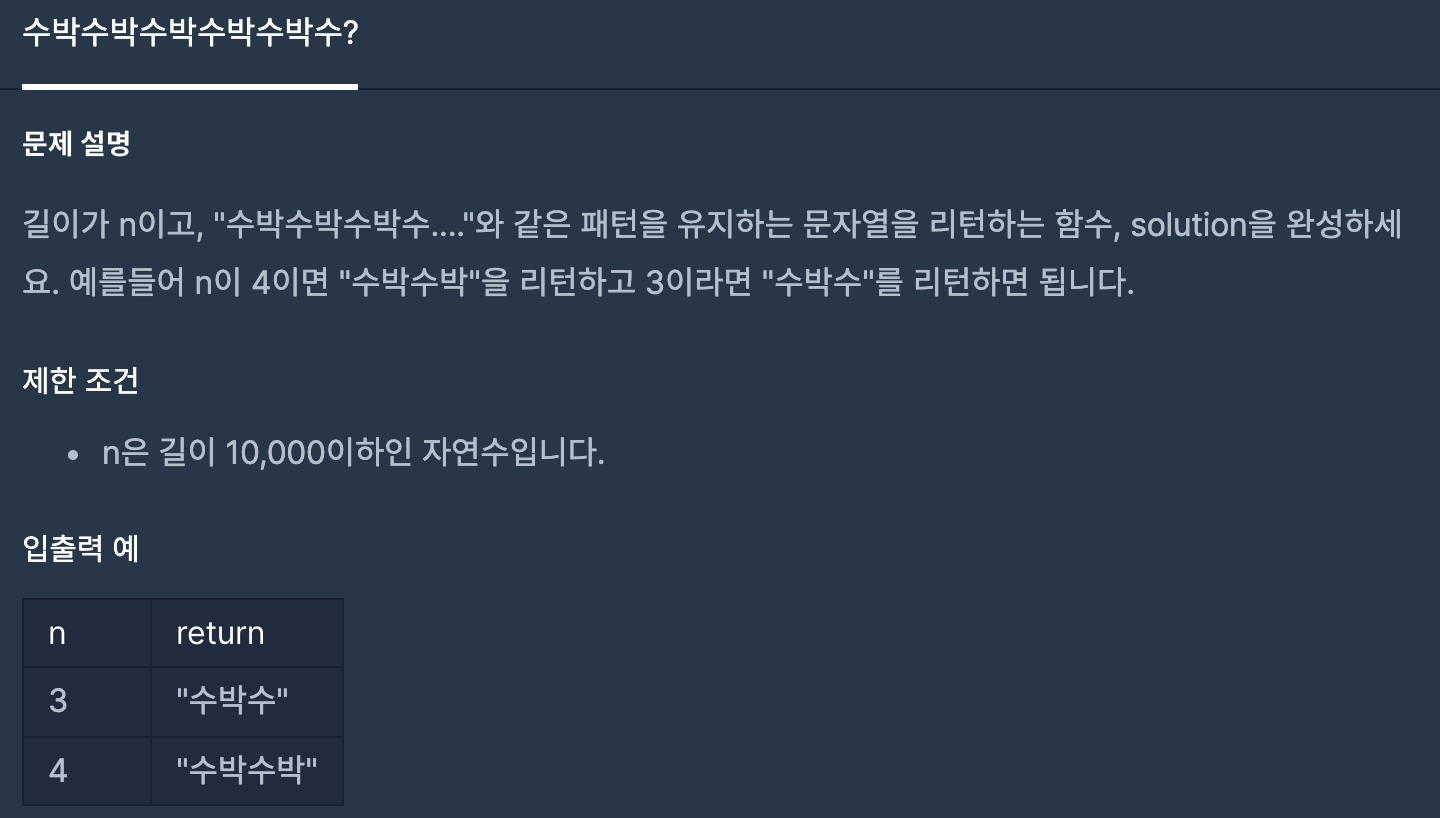 수박수박수박수박수박수?
문제 설명
길이가 n이고, "수박수박수박수...."와 같은 패턴을 유지하는 문자열을 리턴하는 함수, solution을 완성하세
요. 예를들어 n이 4이면 "수박수박"을 리턴하고 3이라면 "수박수"를 리턴하면 됩니다.
제한 조건
• n은 길이 10,000이하인 자연수입니다.
입출력 예
n return
3 "수박수"
4 "수박수박"